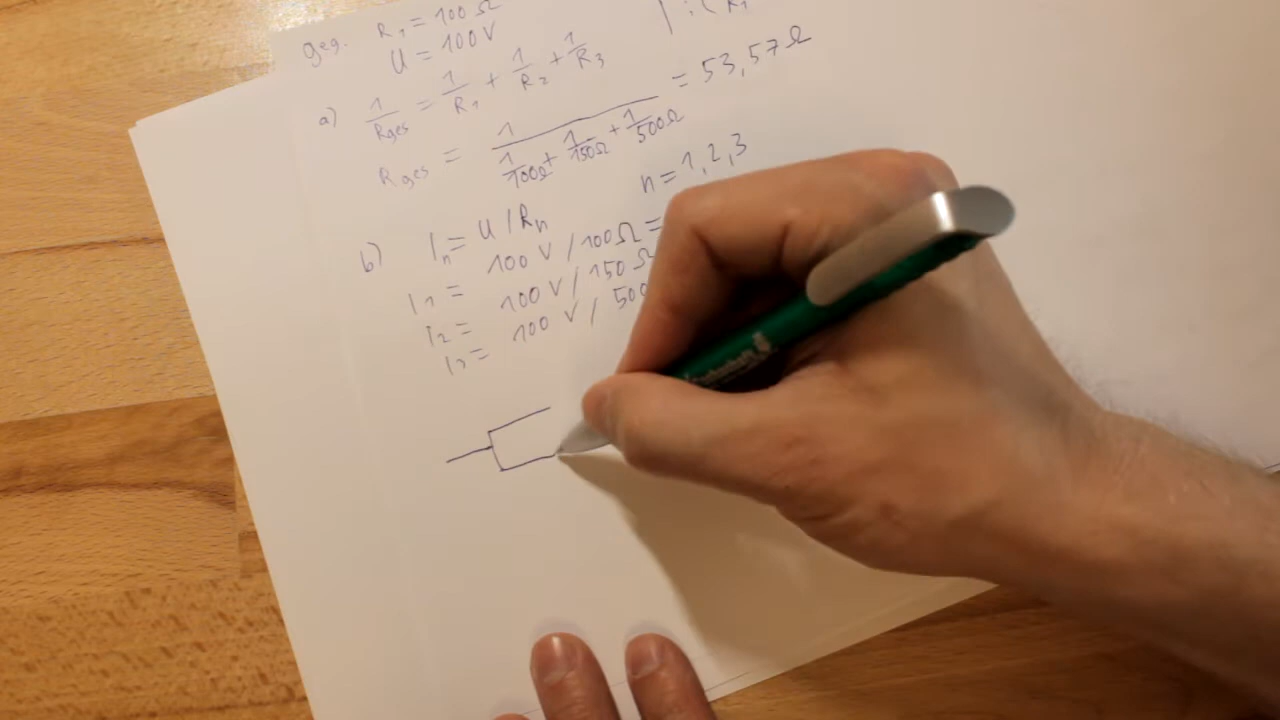 geg. R₁ = 100 Ω
U = 100 V
a) 1/Rges = 1/R₁ + 1/R₂ + 1/R₃
Rges = 1/(1/100Ω + 1/150Ω + 1/500Ω) = 53,57 Ω
n = 1, 2, 3
b) Iₙ = U / Rₙ
I₁ = 100 V / 100 Ω =
I₂ = 100 V / 150 Ω
I₃ = 100 V / 500